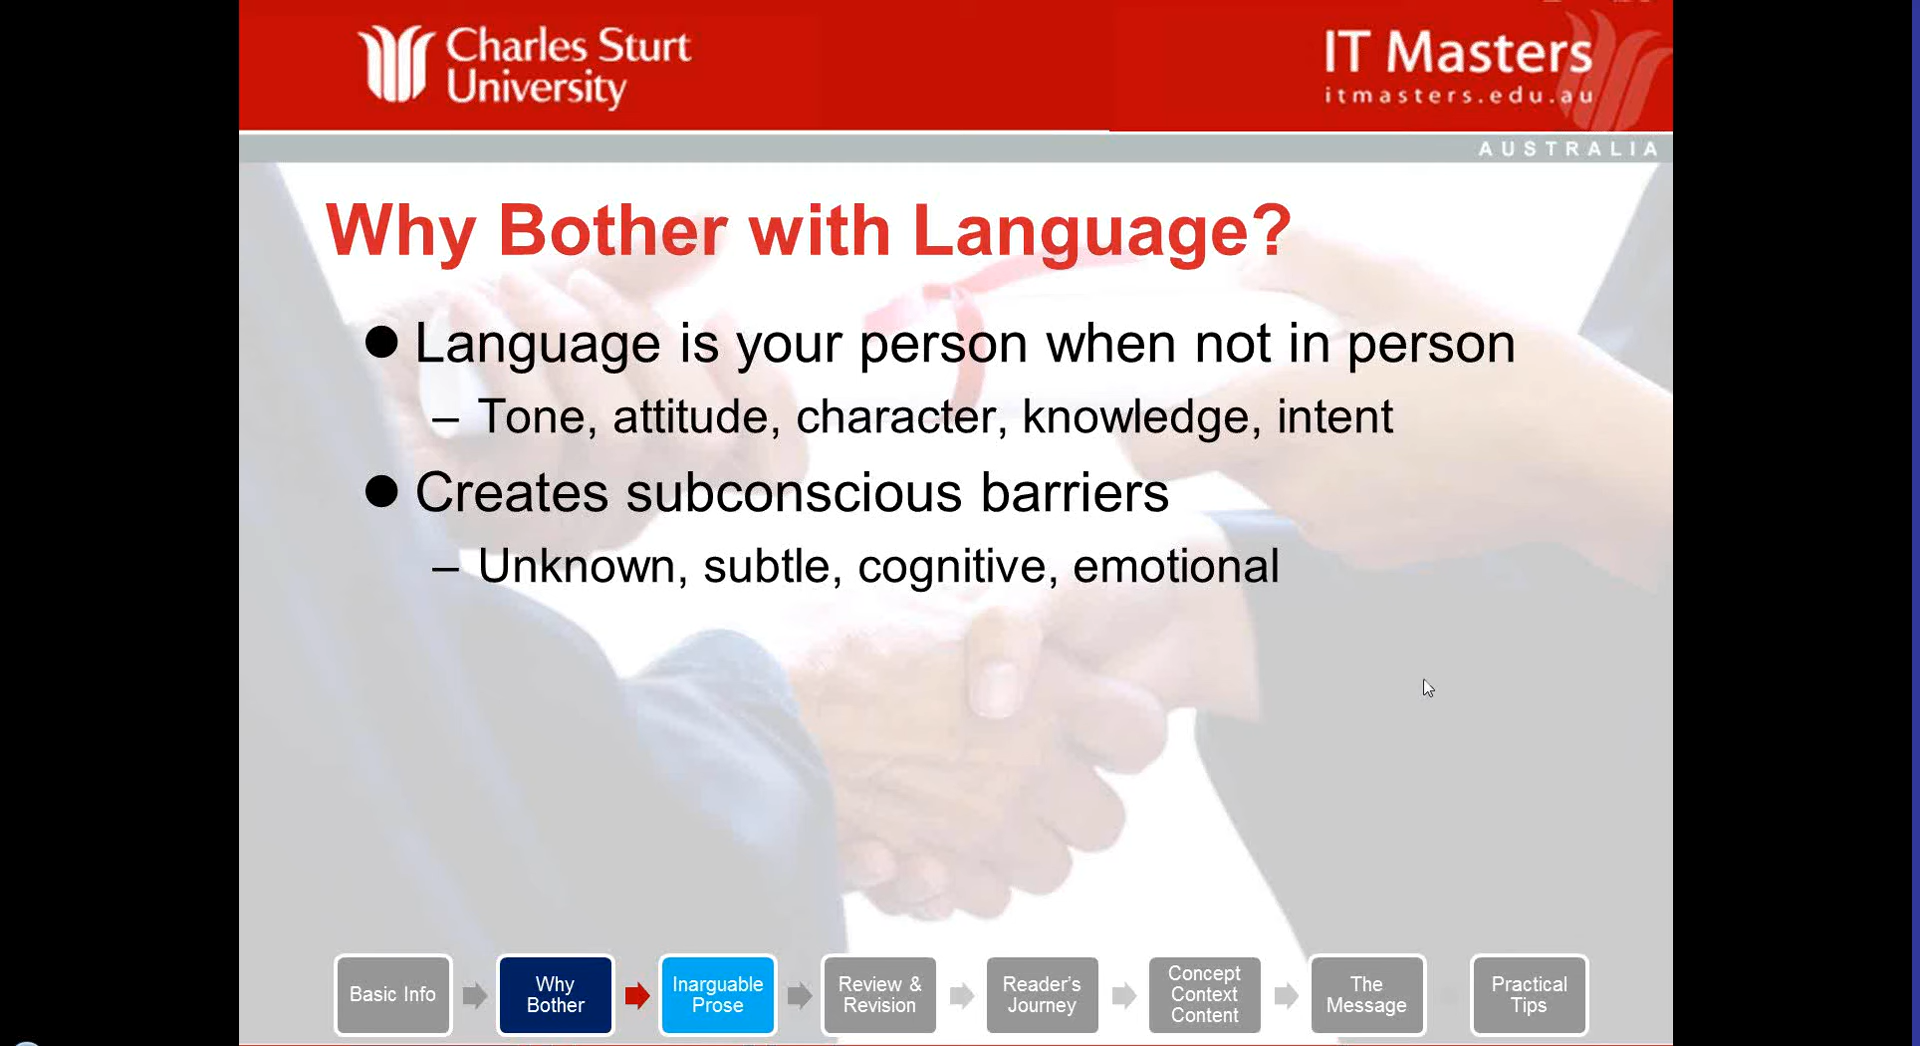 Charles Sturt
University
IT Masters
itmasters.edu.au
AUSTRALIA
Why Bother with Language?
● Language is your person when not in person
– Tone, attitude, character, knowledge, intent
● Creates subconscious barriers
– Unknown, subtle, cognitive, emotional
Basic Info
Why
Bother
Inarguable
Prose
Review &
Revision
Reader's
Journey
Concept
Context
Content
The
Message
Practical
Tips